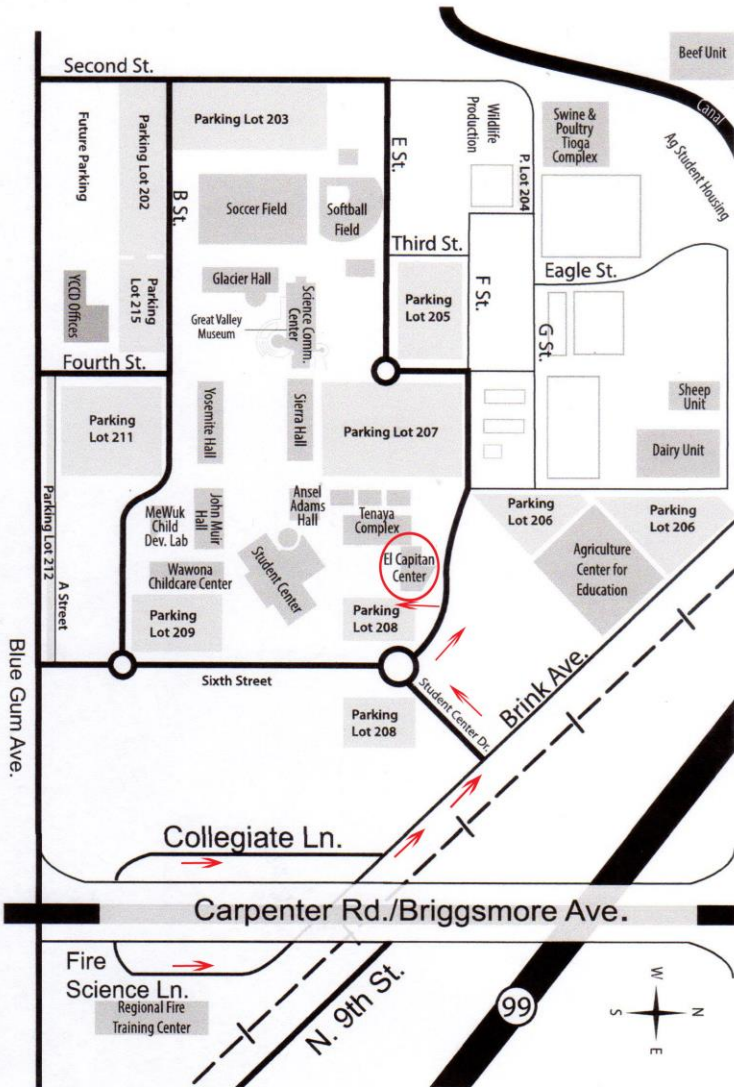 Second St.
Future Parking
Parking Lot 202
Parking Lot 203
B St.
E St.
Wildlife
Production
P. Lot 204
Swine &
Poultry
Tioga
Complex
Beef Unit
Canal
Ag Student Housing
Soccer Field
Softball
Field
Third St.
F St.
Eagle St.
G St.
YCCD Offices
Parking
Lot 215
Glacier Hall
Great Valley
Museum
Science Comm.
Center
Parking
Lot 205
Fourth St.
Parking
Lot 211
Yosemite Hall
Sierra Hall
Parking Lot 207
Sheep
Unit
Dairy Unit
Parking Lot 212
A Street
MeWuk
Child
Dev. Lab
John Muir
Hall
Ansel
Adams
Hall
Tenaya
Complex
El Capitan
Center
Parking
Lot 206
Parking
Lot 206
Agriculture
Center for
Education
Wawona
Childcare Center
Student Center
Parking
Lot 209
Parking
Lot 208
Sixth Street
Student Center Dr.
Brink Ave.
Parking
Lot 208
Blue Gum Ave.
Collegiate Ln.
Carpenter Rd./Briggsmore Ave.
Fire
Science Ln.
Regional Fire
Training Center
N. 9th St.
99
W
N
S
E